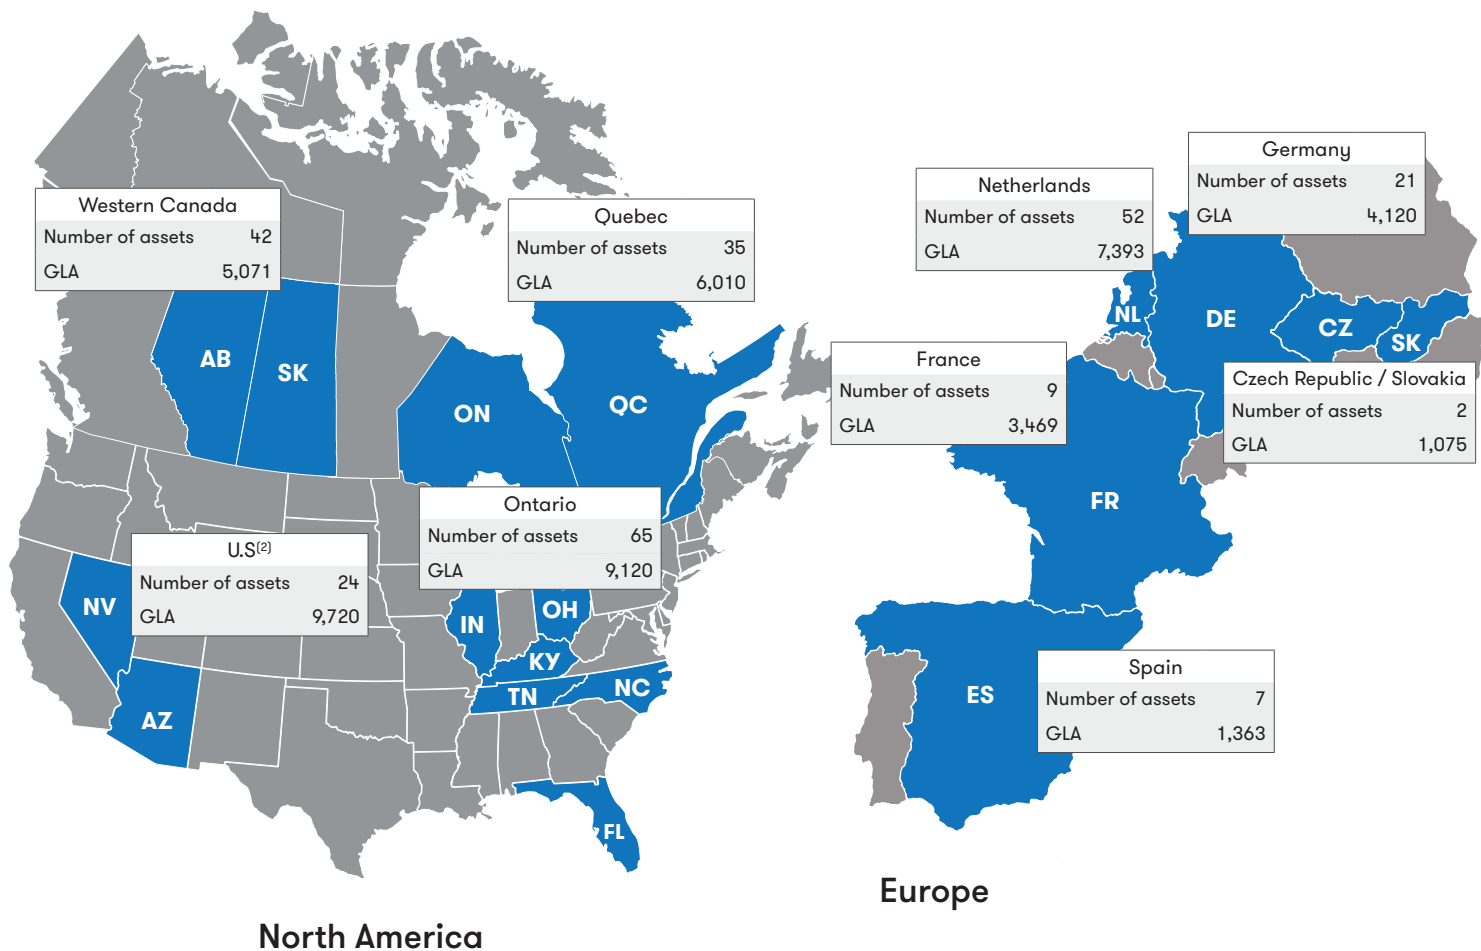 Western Canada
Number of assets 42
GLA 5,071
Quebec
Number of assets 35
GLA 6,010
AB
SK
ON
QC
Ontario
Number of assets 65
GLA 9,120
U.S(2)
Number of assets 24
GLA 9,720
NV
AZ
IN
OH
KY
TN
NC
FL
North America
Germany
Number of assets 21
GLA 4,120
Netherlands
Number of assets 52
GLA 7,393
NL
DE
CZ
SK
France
Number of assets 9
GLA 3,469
Czech Republic / Slovakia
Number of assets 2
GLA 1,075
FR
ES
Spain
Number of assets 7
GLA 1,363
Europe